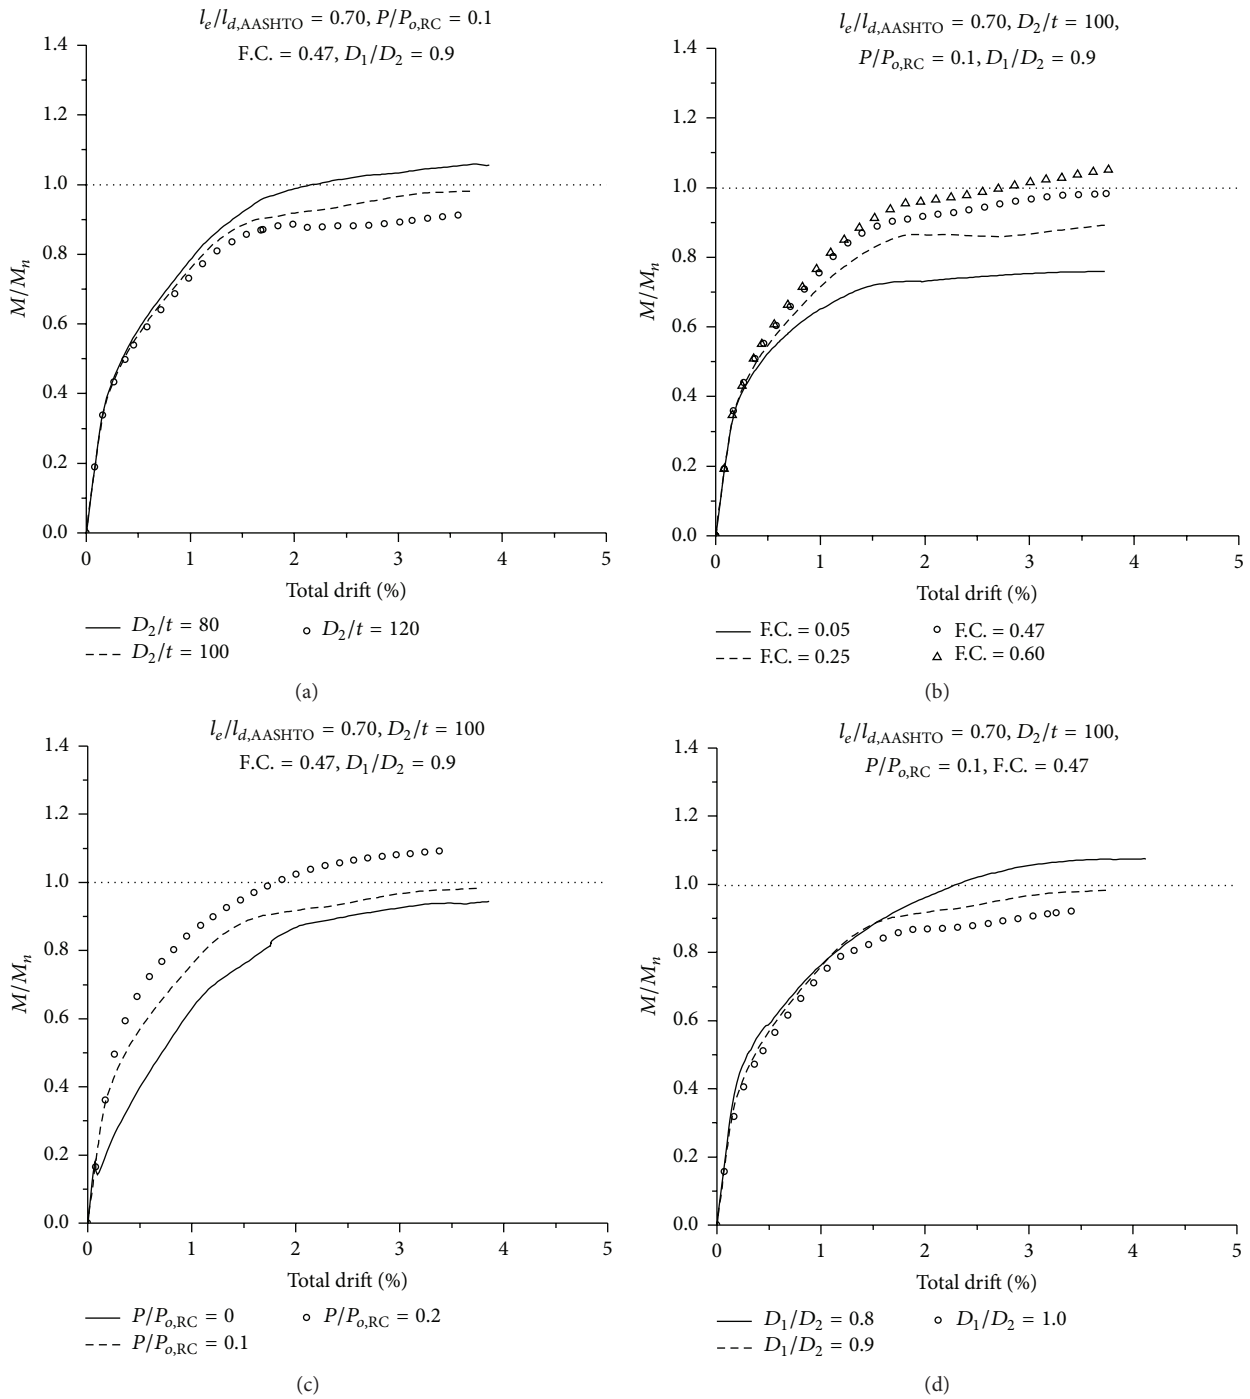 l_e/l_d,AASHTO = 0.70, P/P_o,RC = 0.1
F.C. = 0.47, D_1/D_2 = 0.9
1.4
1.2
1.0
0.8
0.6
0.4
0.2
0.0
M/M_n
0 1 2 3 4 5
Total drift (%)
D_2/t = 80
D_2/t = 100
D_2/t = 120
(a)
l_e/l_d,AASHTO = 0.70, D_2/t = 100,
P/P_o,RC = 0.1, D_1/D_2 = 0.9
1.4
1.2
1.0
0.8
0.6
0.4
0.2
0.0
M/M_n
0 1 2 3 4 5
Total drift (%)
F.C. = 0.05
F.C. = 0.25
F.C. = 0.47
F.C. = 0.60
(b)
l_e/l_d,AASHTO = 0.70, D_2/t = 100
F.C. = 0.47, D_1/D_2 = 0.9
1.4
1.2
1.0
0.8
0.6
0.4
0.2
0.0
M/M_n
0 1 2 3 4 5
Total drift (%)
P/P_o,RC = 0
P/P_o,RC = 0.1
P/P_o,RC = 0.2
(c)
l_e/l_d,AASHTO = 0.70, D_2/t = 100,
P/P_o,RC = 0.1, F.C. = 0.47
1.4
1.2
1.0
0.8
0.6
0.4
0.2
0.0
M/M_n
0 1 2 3 4 5
Total drift (%)
D_1/D_2 = 0.8
D_1/D_2 = 0.9
D_1/D_2 = 1.0
(d)